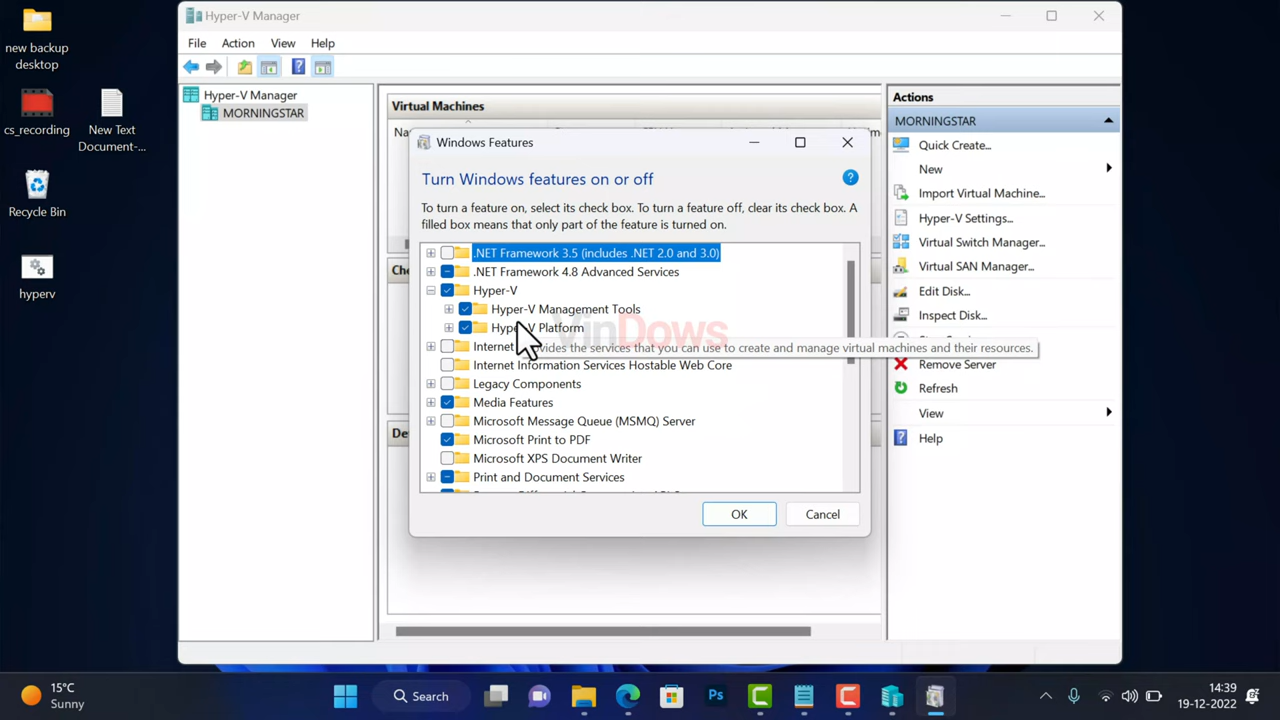 new backup
desktop
cs_recording
New Text
Document-...
Recycle Bin
hyperv
Hyper-V Manager
File
Action
View
Help
Hyper-V Manager
MORNINGSTAR
Virtual Machines
Windows Features
Turn Windows features on or off
To turn a feature on, select its check box. To turn a feature off, clear its check box. A
filled box means that only part of the feature is turned on.
.NET Framework 3.5 (includes .NET 2.0 and 3.0)
.NET Framework 4.8 Advanced Services
Hyper-V
Hyper-V Management Tools
Hyper-V Platform
Internet
vides the services that you can use to create and manage virtual machines and their resources.
Internet Information Services Hostable Web Core
Legacy Components
Media Features
Microsoft Message Queue (MSMQ) Server
Microsoft Print to PDF
Microsoft XPS Document Writer
Print and Document Services
OK
Cancel
VinDows
Actions
MORNINGSTAR
Quick Create...
New
Import Virtual Machine...
Hyper-V Settings...
Virtual Switch Manager...
Virtual SAN Manager...
Edit Disk...
Inspect Disk...
Remove Server
Refresh
View
Help
15°C
Sunny
Search
Ps
14:39
19-12-2022